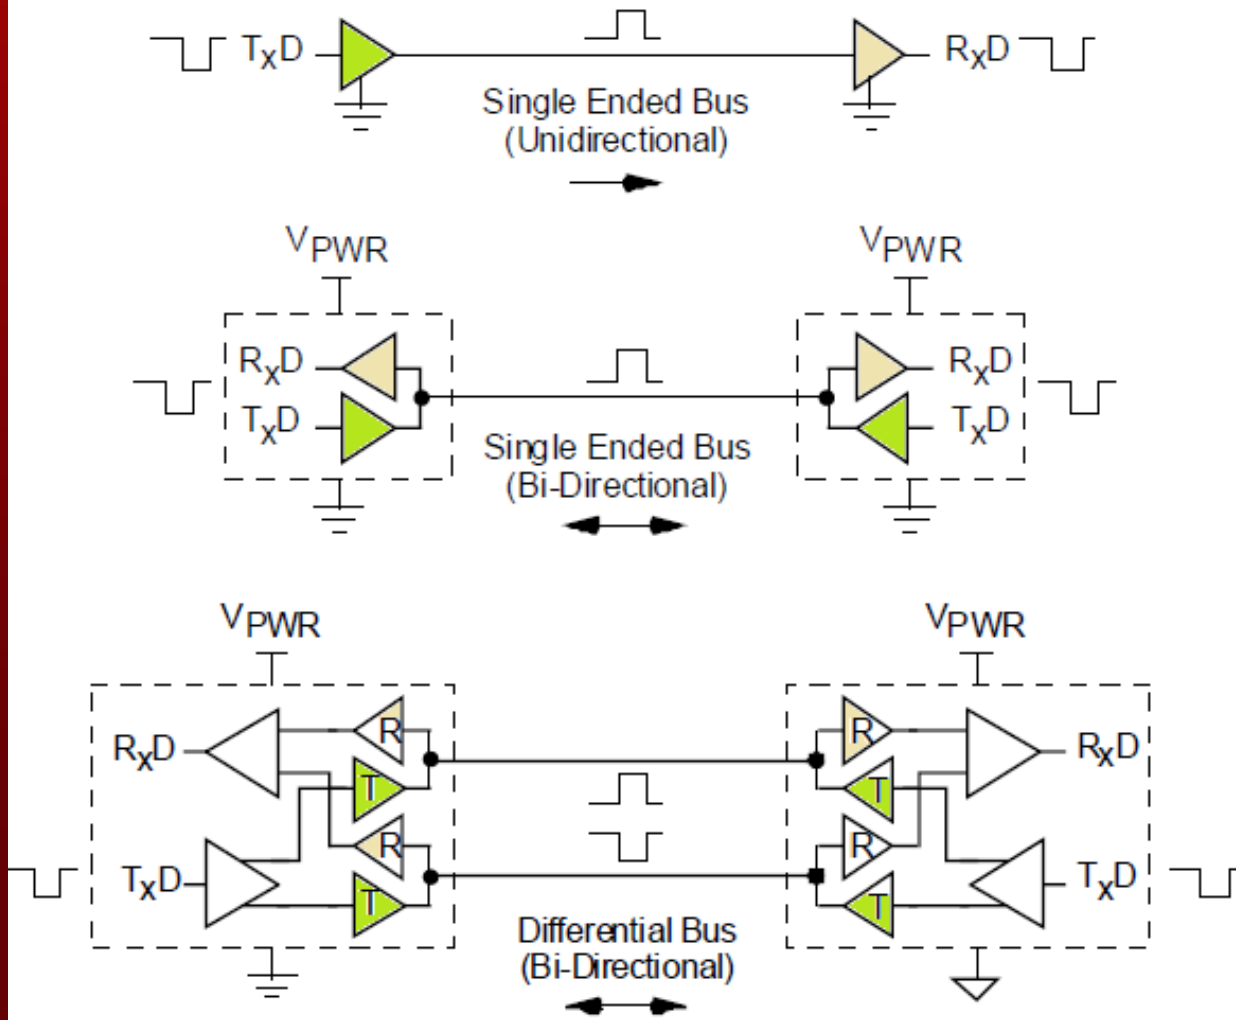 TxD RxD
Single Ended Bus
(Unidirectional)
VPWR VPWR
RxD RxD
TxD TxD
Single Ended Bus
(Bi-Directional)
VPWR VPWR
R R
RxD RxD
T T
R R
TxD TxD
T T
Differential Bus
(Bi-Directional)